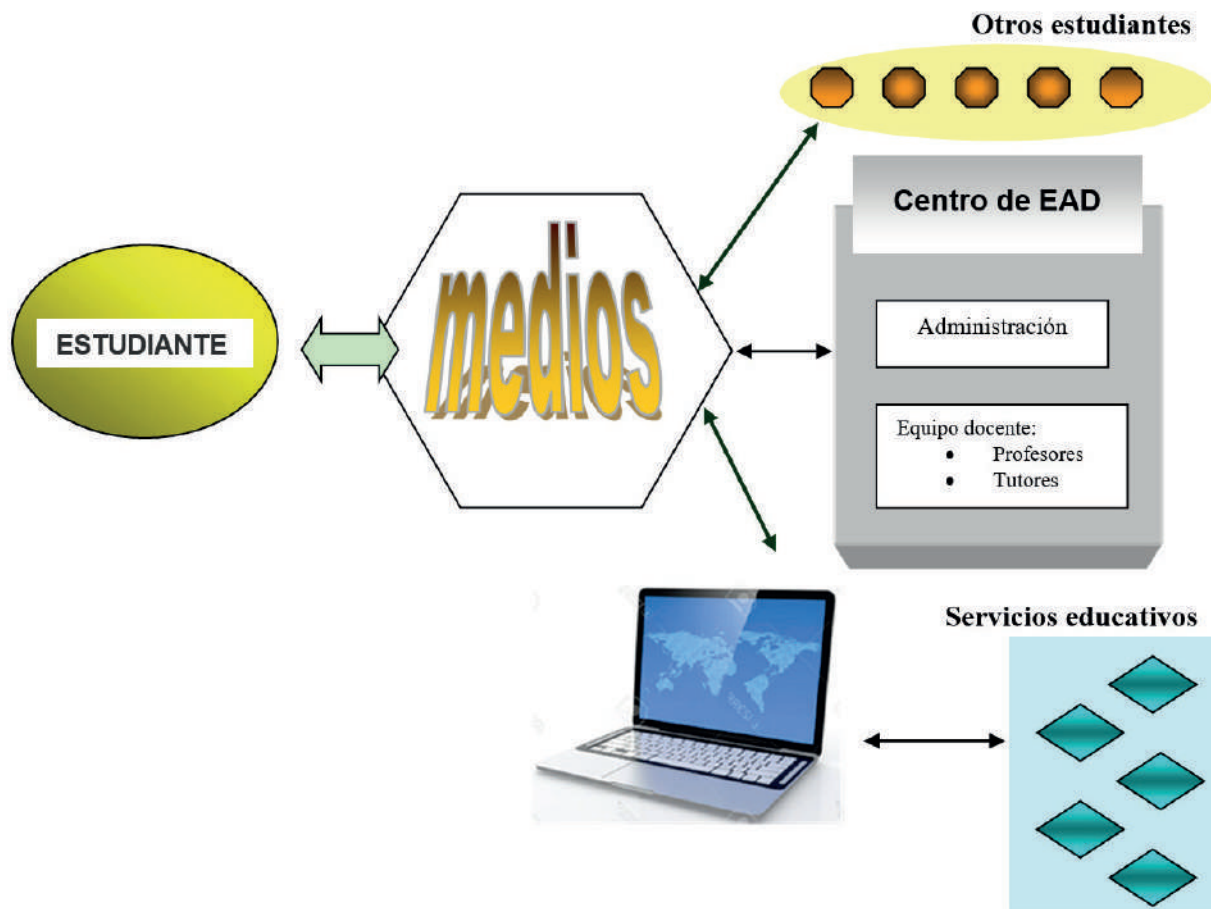 Otros estudiantes
Centro de EAD
ESTUDIANTE
medios
Administración
Equipo docente:
• Profesores
• Tutores
Servicios educativos